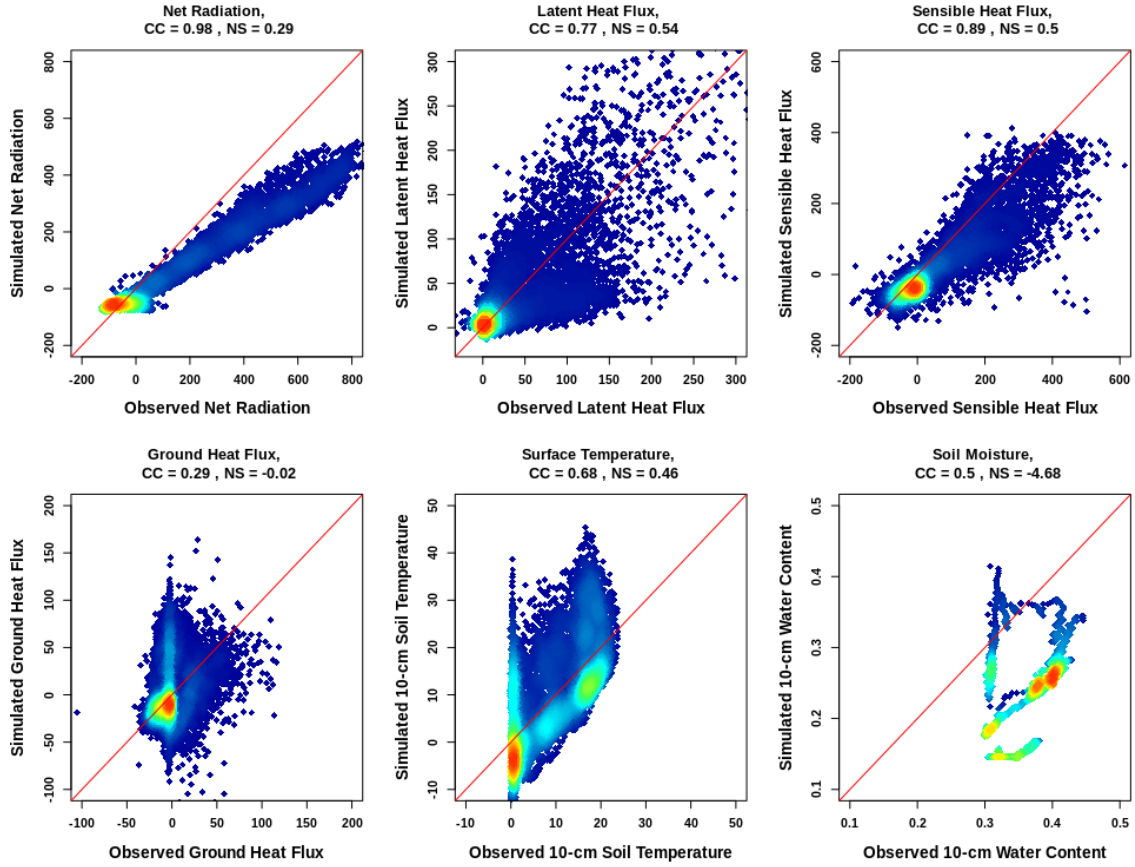 Net Radiation,
CC = 0.98 , NS = 0.29
Simulated Net Radiation
800
600
400
200
0
-200
-200 0 200 400 600 800
Observed Net Radiation
Latent Heat Flux,
CC = 0.77 , NS = 0.54
Simulated Latent Heat Flux
300
250
200
150
100
50
0
0 50 100 150 200 250 300
Observed Latent Heat Flux
Sensible Heat Flux,
CC = 0.89 , NS = 0.5
Simulated Sensible Heat Flux
600
400
200
0
200
-200 0 200 400 600
Observed Sensible Heat Flux
Ground Heat Flux,
CC = 0.29 , NS = -0.02
Simulated Ground Heat Flux
200
150
100
50
0
-50
-100
-100 -50 0 50 100 150 200
Observed Ground Heat Flux
Surface Temperature,
CC = 0.68 , NS = 0.46
Simulated 10-cm Soil Temperature
50
40
30
20
10
0
-10
-10 0 10 20 30 40 50
Observed 10-cm Soil Temperature
Soil Moisture,
CC = 0.5 , NS = -4.68
Simulated 10-cm Water Content
0.5
0.4
0.3
0.2
0.1
0.1 0.2 0.3 0.4 0.5
Observed 10-cm Water Content